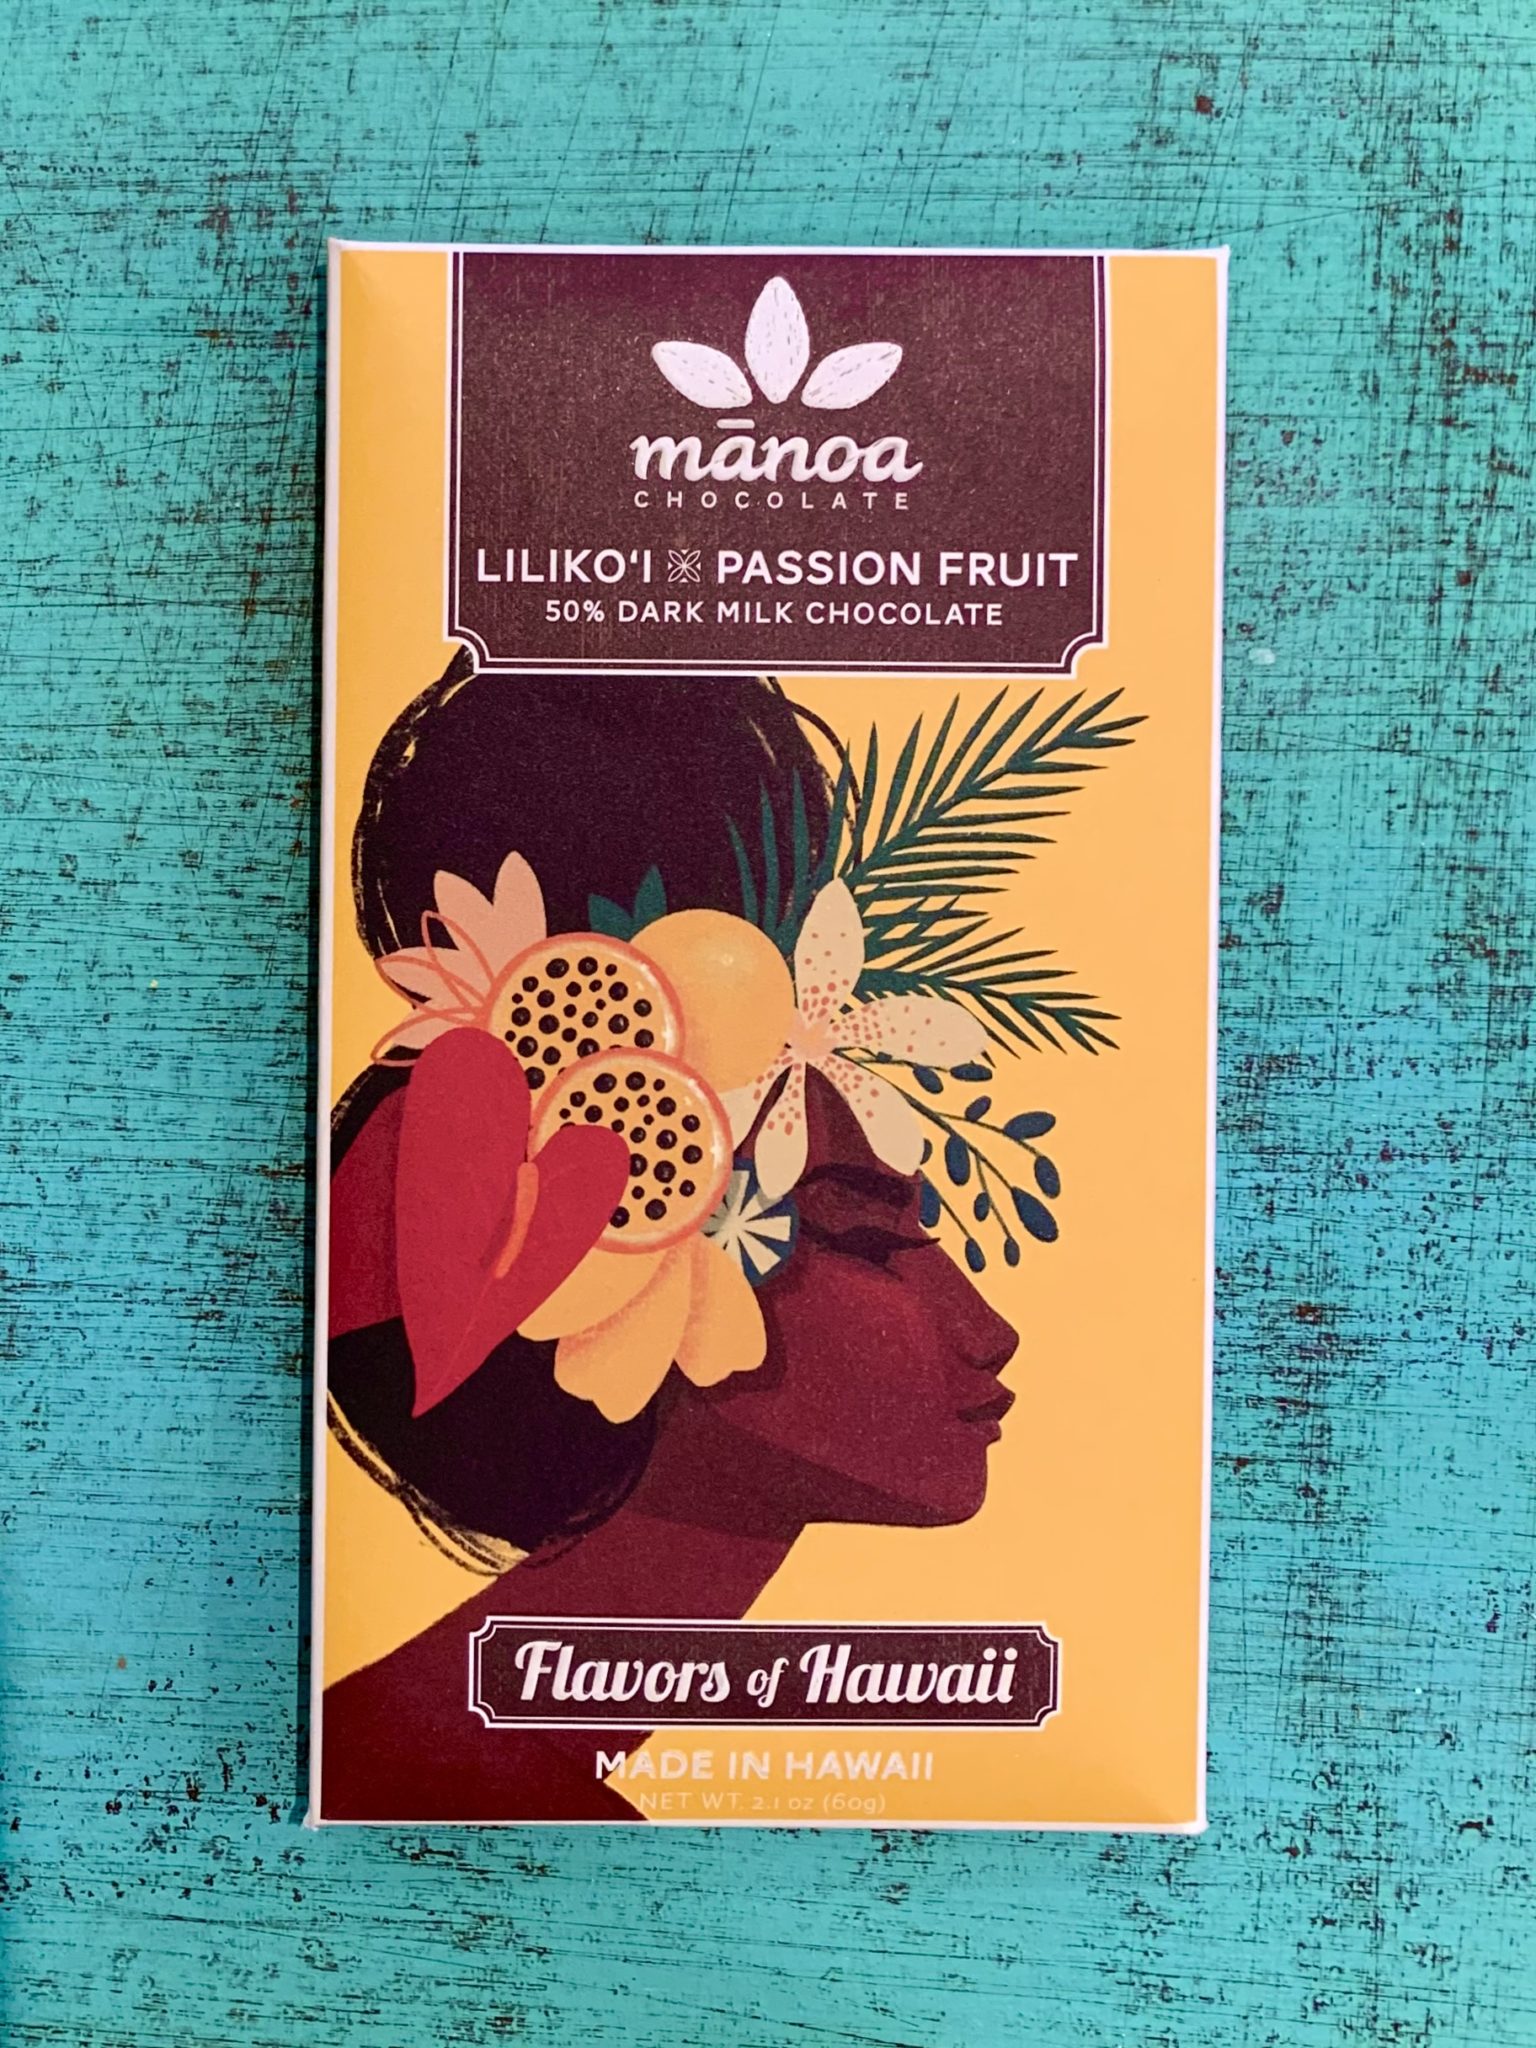 mānoa
CHOCOLATE
LILIKO‘I PASSION FRUIT
50% DARK MILK CHOCOLATE
Flavors of Hawaii
MADE IN HAWAII
NET WT. 2.1 oz (60g)